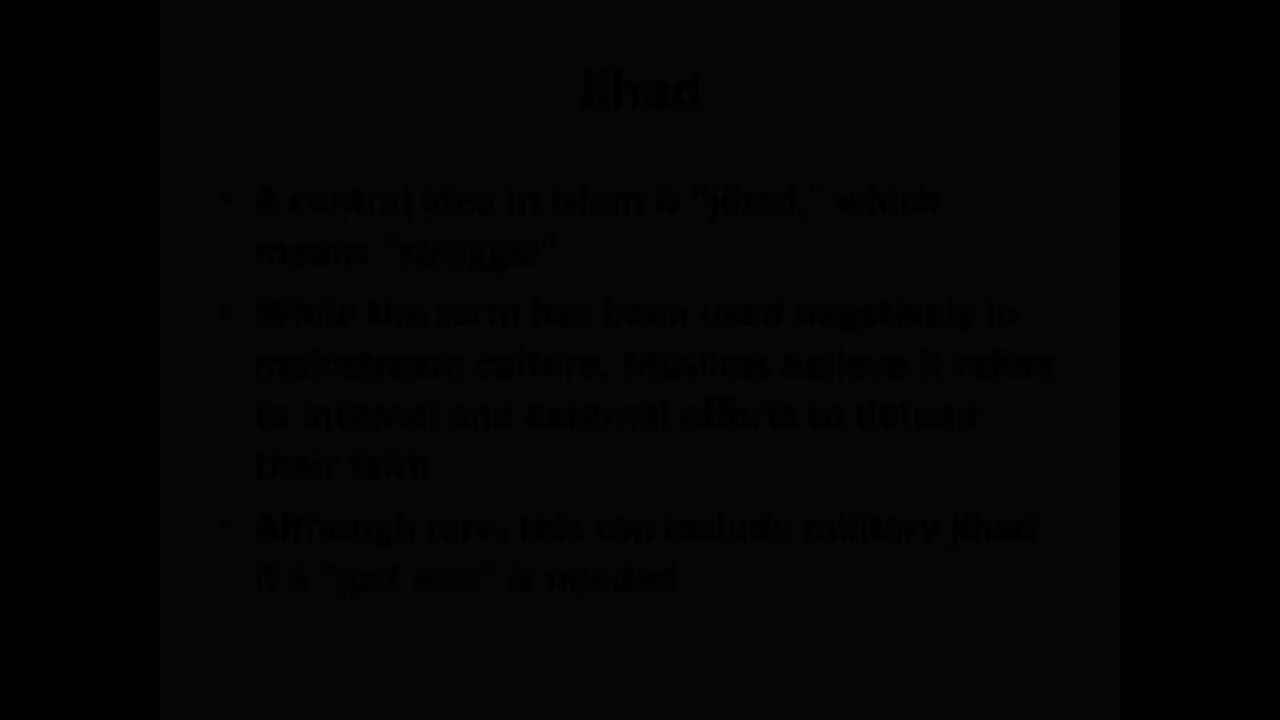 Jihad
• A central idea in Islam is "jihad," which
means "struggle"
• While the term has been used negatively in
mainstream culture, Muslims believe it refers
to internal and external efforts to defend
their faith
• Although rare, this can include military jihad
if a "just war" is needed